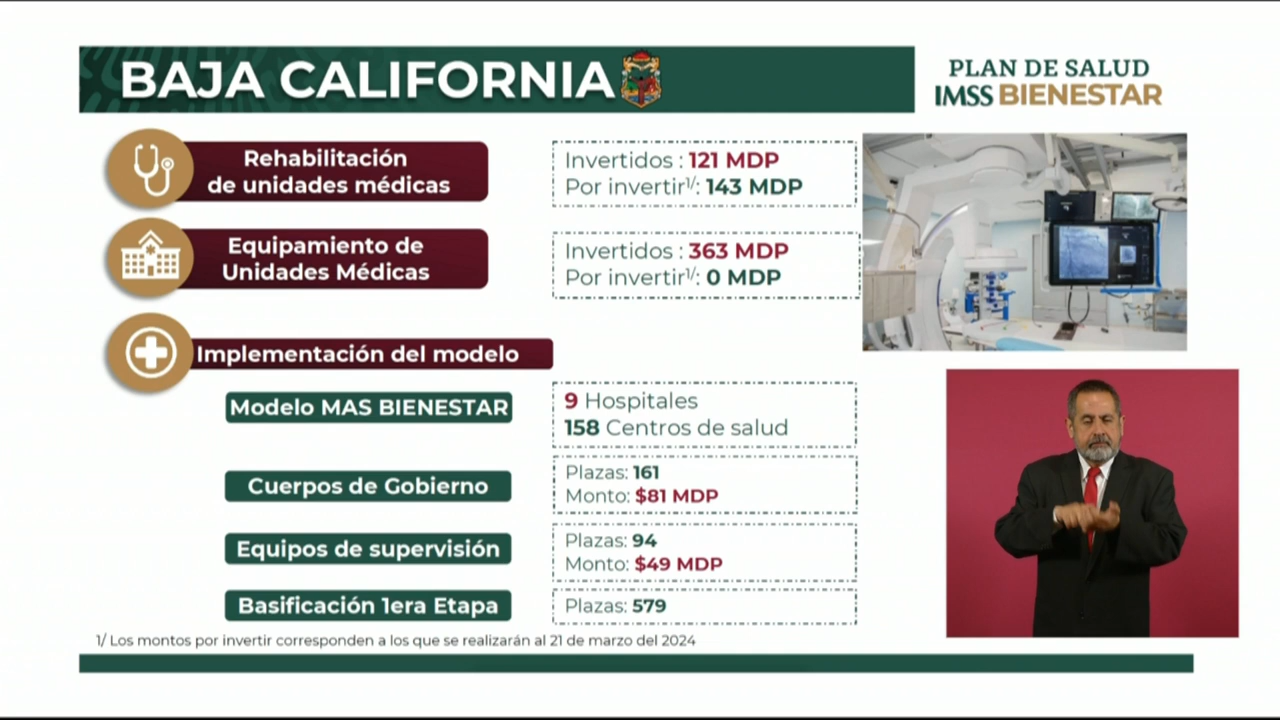 BAJA CALIFORNIA
PLAN DE SALUD
IMSS BIENESTAR
Rehabilitación
de unidades médicas
Invertidos : 121 MDP
Por invertir1/: 143 MDP
Equipamiento de
Unidades Médicas
Invertidos : 363 MDP
Por invertir1/: 0 MDP
Implementación del modelo
Modelo MAS BIENESTAR
9 Hospitales
158 Centros de salud
Cuerpos de Gobierno
Plazas: 161
Monto: $81 MDP
Equipos de supervisión
Plazas: 94
Monto: $49 MDP
Basificación 1era Etapa
Plazas: 579
1/ Los montos por invertir corresponden a los que se realizarán al 21 de marzo del 2024